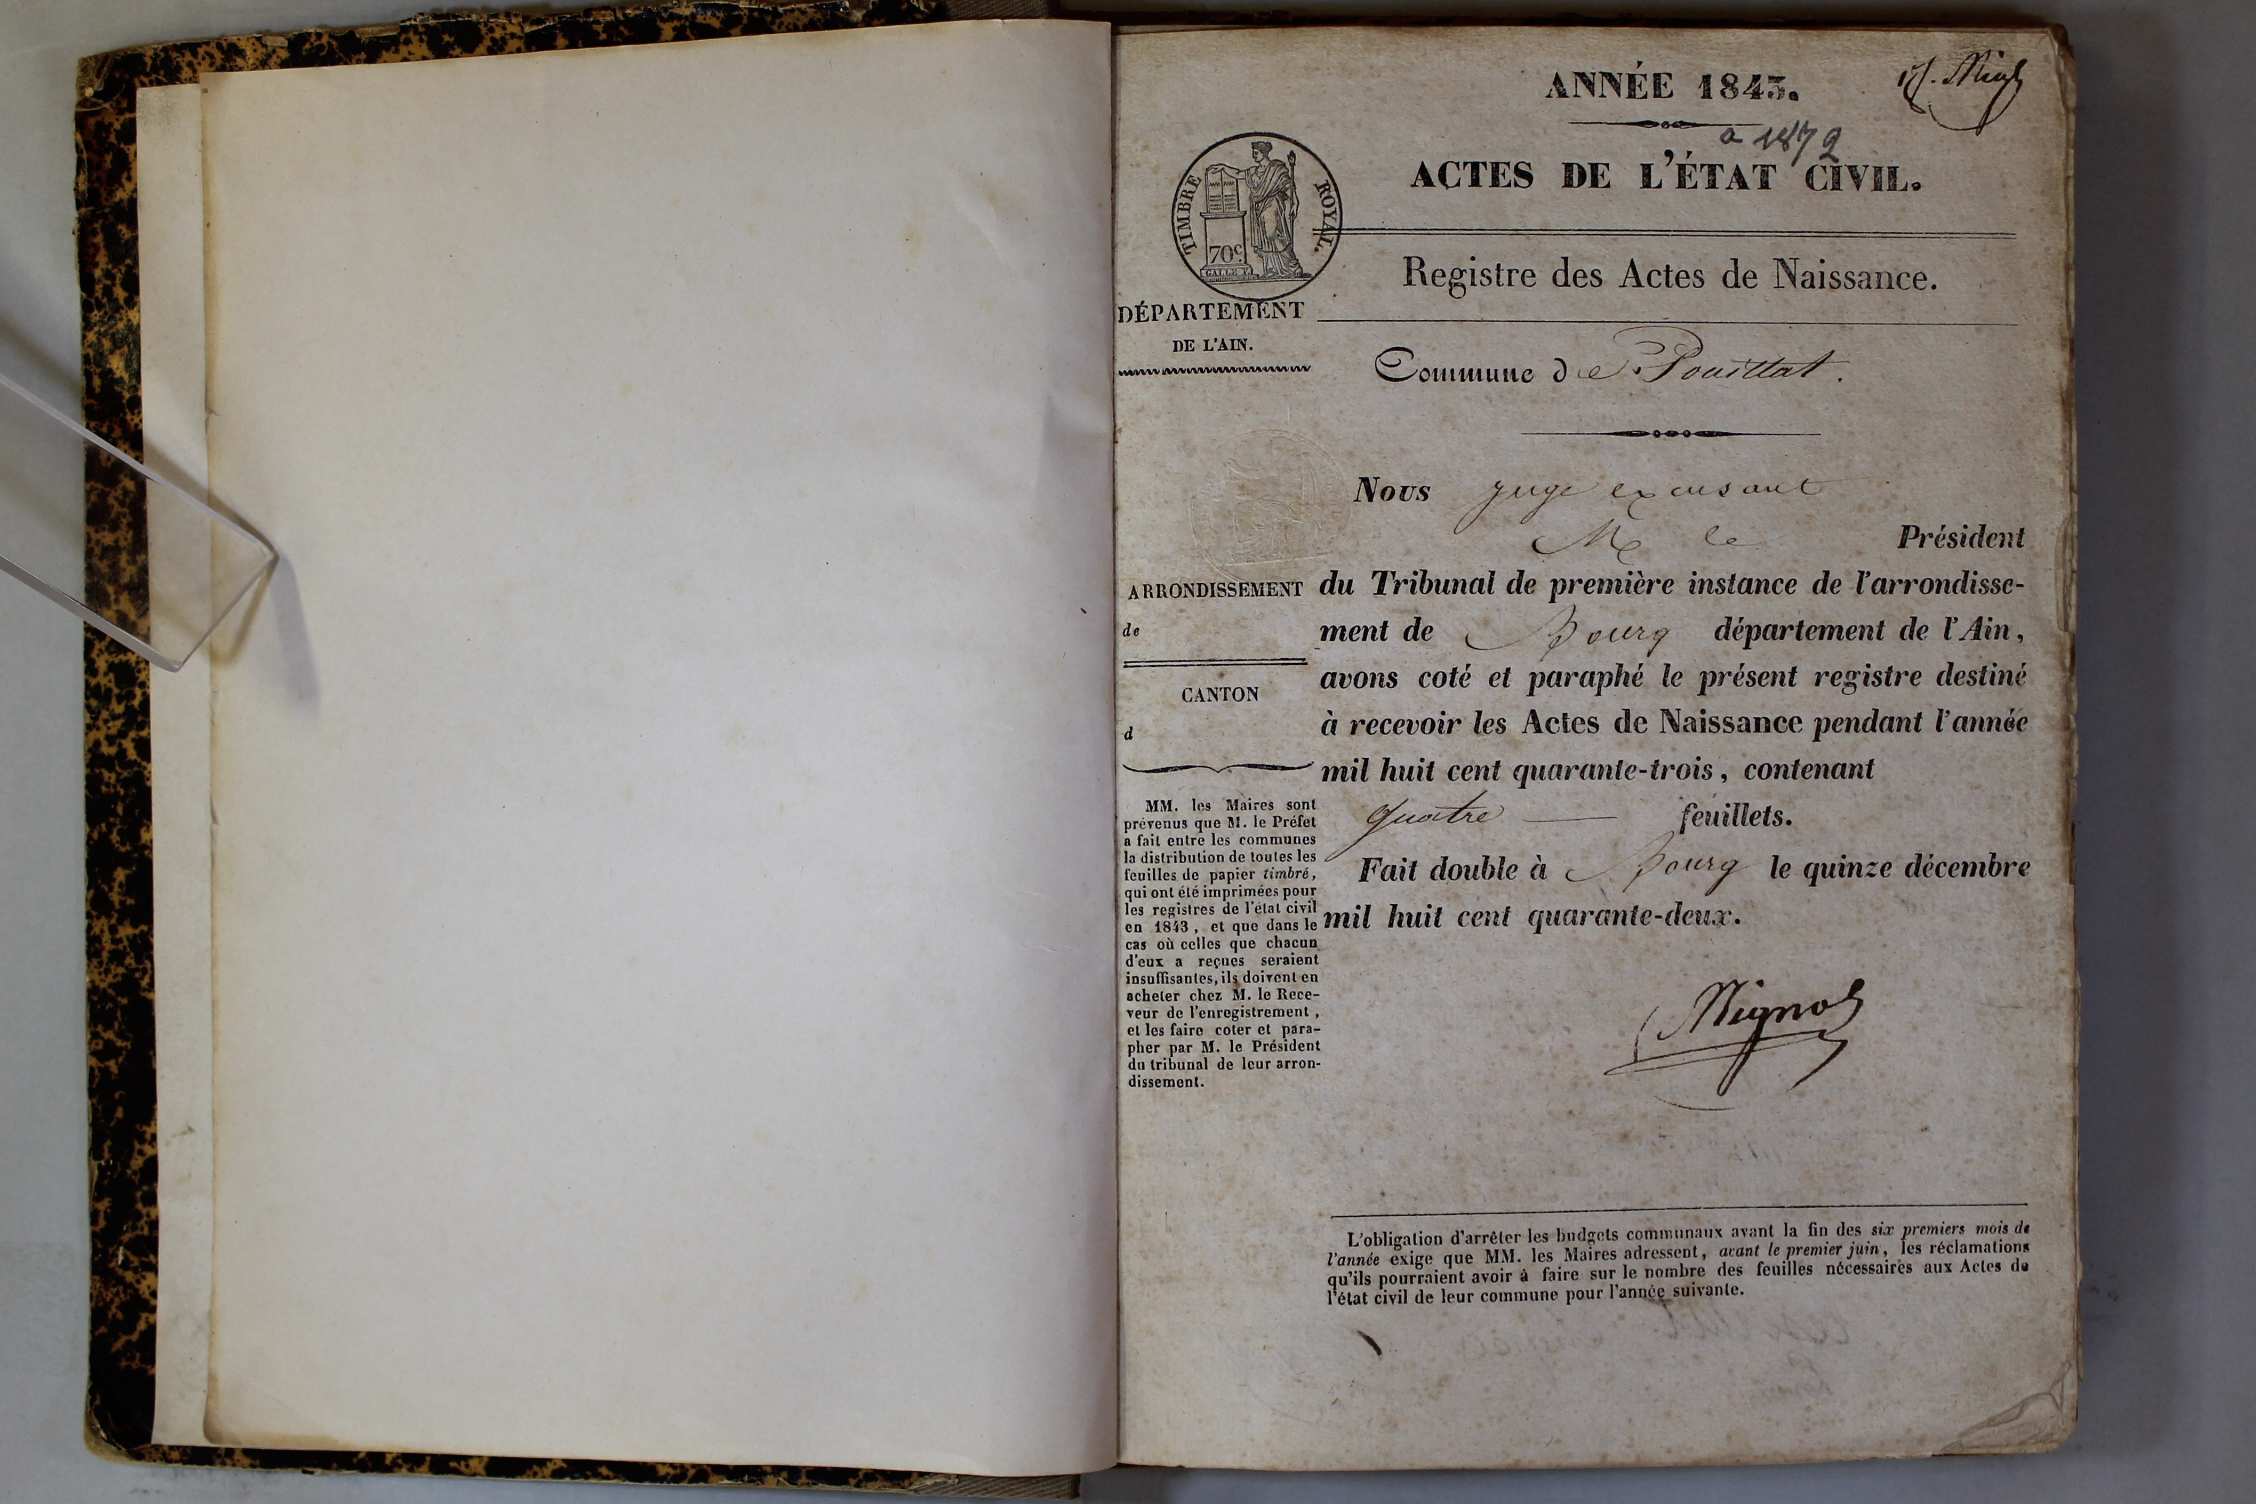 ANNÉE 1843.
a 1872
ACTES DE L'ÉTAT CIVIL.
TIMBRE ROYAL.
70c
Registre des Actes de Naissance.
DÉPARTEMENT
DE L'AIN.
Commune de Pouillat.
Nous juge excusant
M le Président
ARRONDISSEMENT
de
CANTON
d
du Tribunal de première instance de l'arrondisse-
ment de Bourg département de l'Ain,
avons coté et paraphé le présent registre destiné
à recevoir les Actes de Naissance pendant l'année
mil huit cent quarante-trois, contenant
quatre — feuillets.
Fait double à Bourg le quinze décembre
mil huit cent quarante-deux.
MM. les Maires sont
prévenus que M. le Préfet
a fait entre les communes
la distribution de toutes les
feuilles de papier timbré,
qui ont été imprimées pour
les registres de l'état civil
en 1843, et que dans le
cas où celles que chacun
d'eux a reçues seraient
insuffisantes, ils doivent en
acheter chez M. le Rece-
veur de l'enregistrement,
et les faire coter et para-
pher par M. le Président
du tribunal de leur arron-
dissement.
L'obligation d'arrêter les budgets communaux avant la fin des six premiers mois de
l'année exige que MM. les Maires adressent, avant le premier juin, les réclamations
qu'ils pourraient avoir à faire sur le nombre des feuilles nécessaires aux Actes de
l'état civil de leur commune pour l'année suivante.